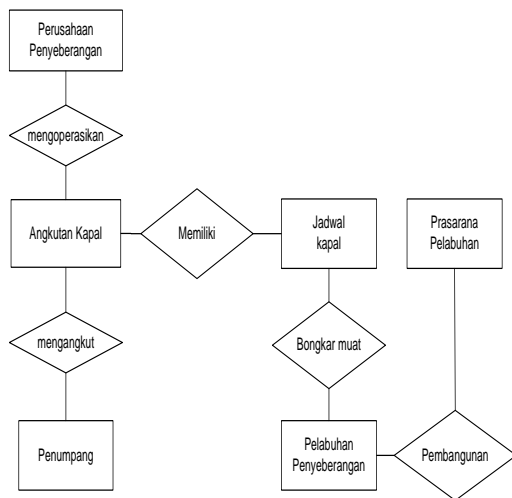 Perusahaan
Penyeberangan
mengoperasikan
Angkutan Kapal
Memiliki
Jadwal
kapal
Prasarana
Pelabuhan
mengangkut
Bongkar muat
Penumpang
Pelabuhan
Penyeberangan
Pembangunan